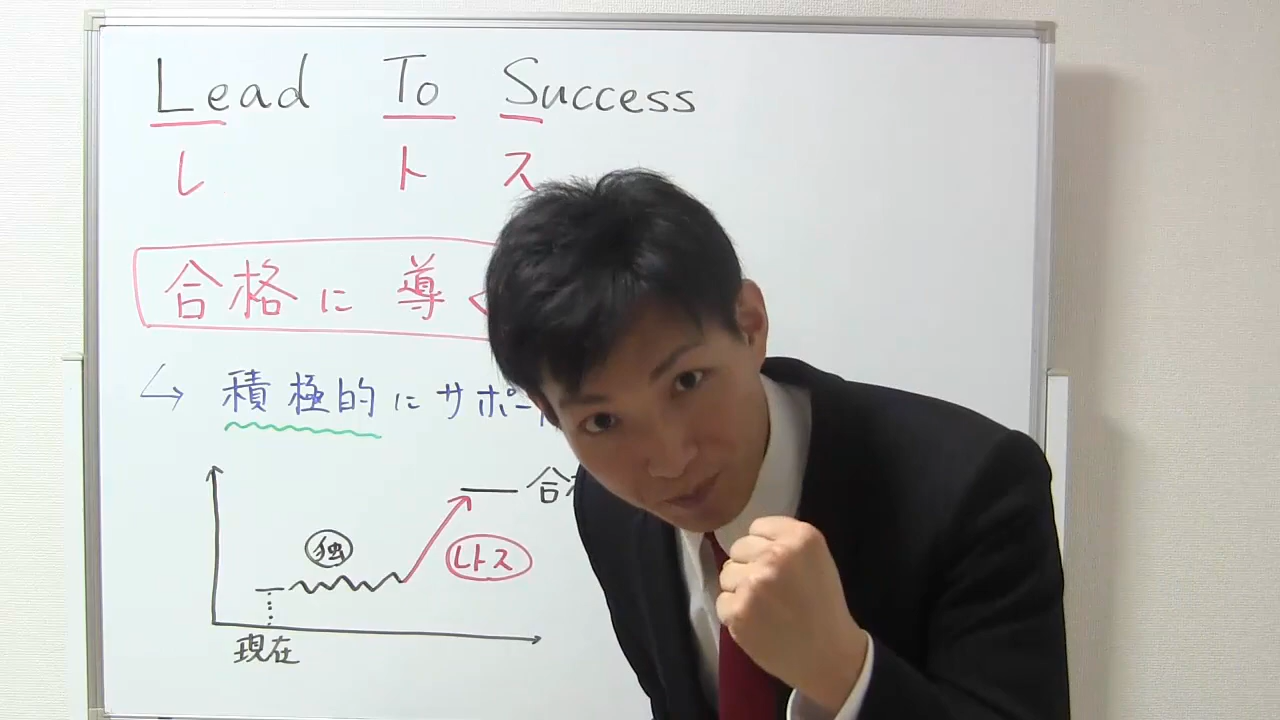 Lead To Success
レ ト ス
合格に導く
↳ 積極的にサポー
合
独
レトス
現在